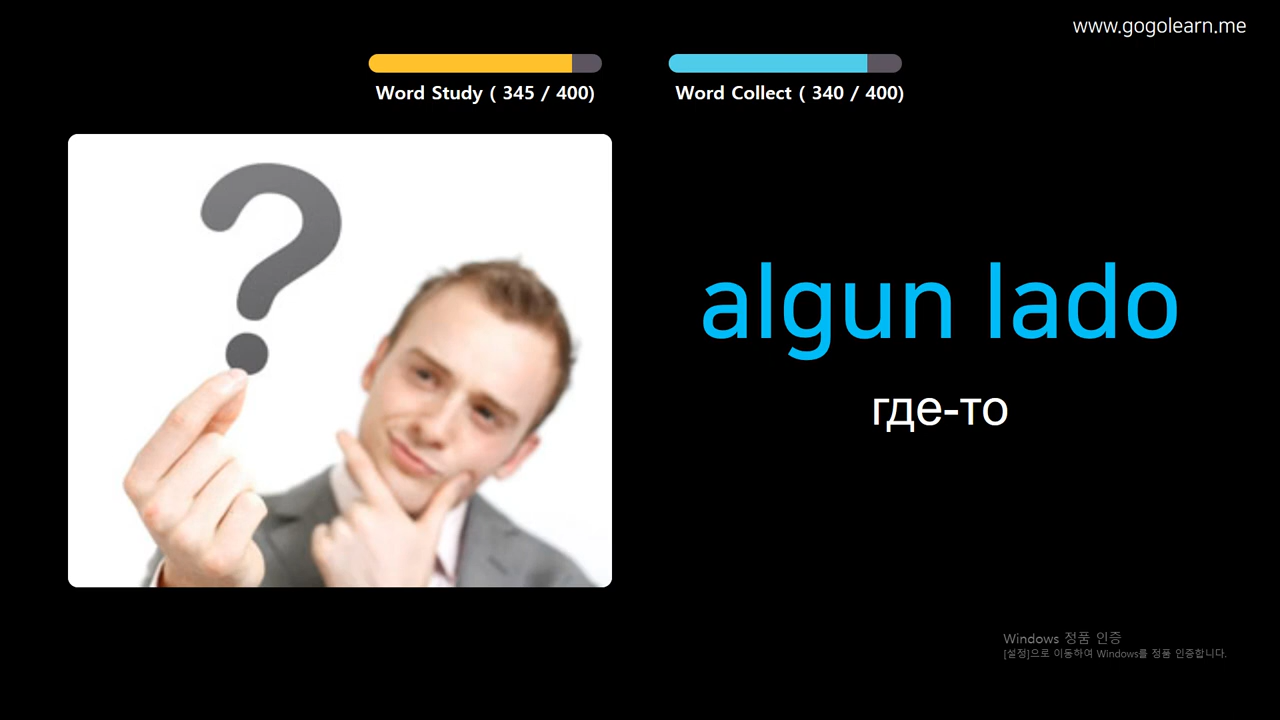 www.gogolearn.me
Word Study ( 345 / 400)
Word Collect ( 340 / 400)
algun lado
где-то
Windows 정품 인증
[설정]으로 이동하여 Windows를 정품 인증합니다.